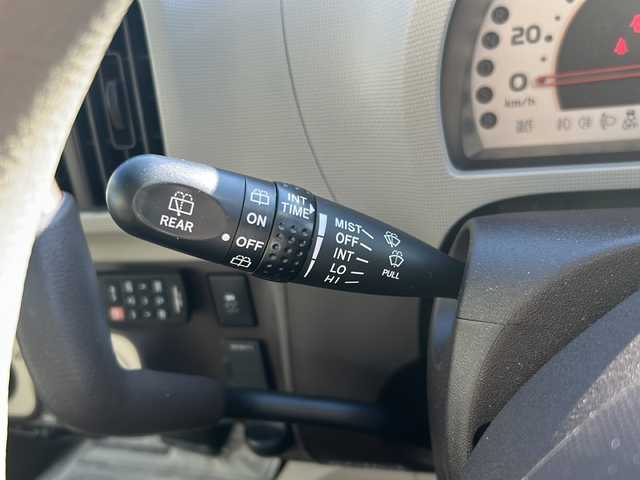 REAR
ON
OFF
INT
TIME
MIST
OFF
INT
LO
HI
PULL
20
0
km/h